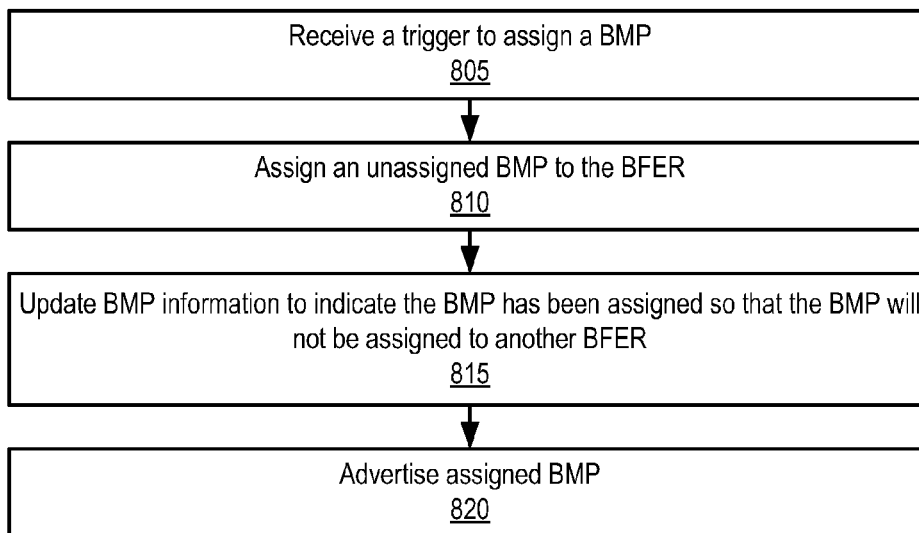 Receive a trigger to assign a BMP
805
Assign an unassigned BMP to the BFER
810
Update BMP information to indicate the BMP has been assigned so that the BMP will
not be assigned to another BFER
815
Advertise assigned BMP
820